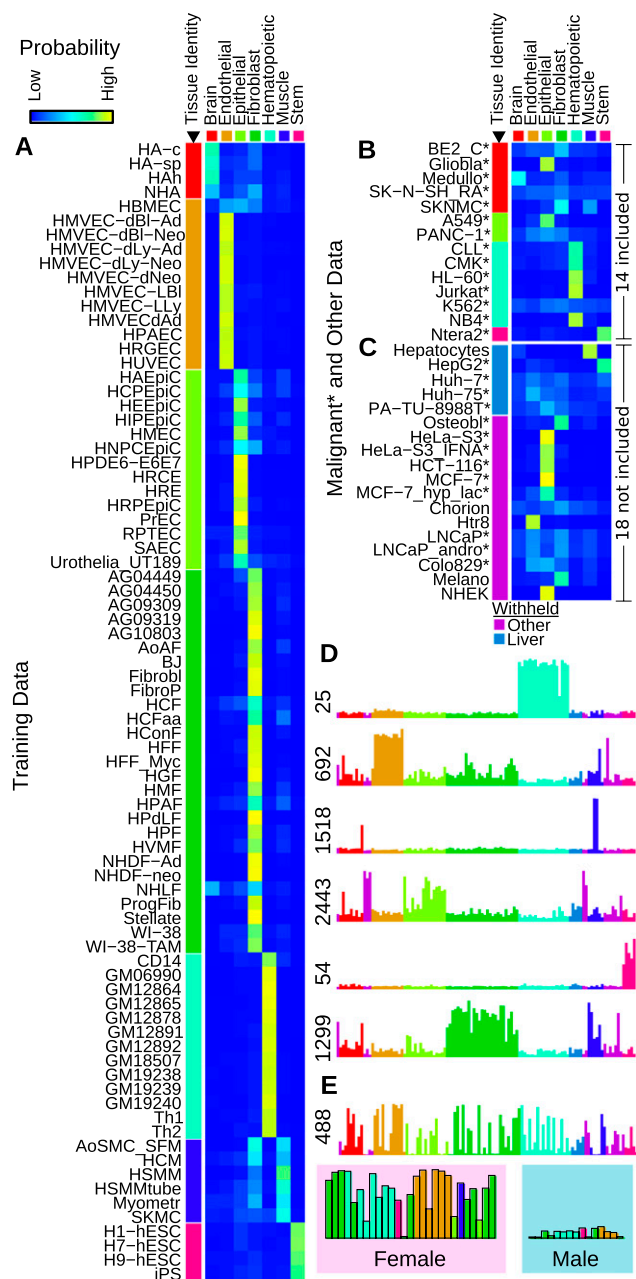 Probability
Low
High
Tissue Identity
Brain
Endothelial
Epithelial
Fibroblast
Hematopoietic
Muscle
Stem
A
Training Data
HA-c
HA-sp
HAh
NHA
HBMEC
HMVEC-dBl-Ad
HMVEC-dBl-Neo
HMVEC-dLy-Ad
HMVEC-dLy-Neo
HMVEC-dNeo
HMVEC-LBl
HMVEC-LLy
HMVECdAd
HPAEC
HRGEC
HUVEC
HAEpiC
HCPEpiC
HEEpiC
HIPEpiC
HMEC
HNPCEpiC
HPDE6-E6E7
HRCE
HRE
HRPEpiC
PrEC
RPTEC
SAEC
Urothelia_UT189
AG04449
AG04450
AG09309
AG09319
AG10803
AoAF
BJ
Fibrobl
FibroP
HCF
HCFaa
HConF
HFF
HFF_Myc
HGF
HMF
HPAF
HPdLF
HPF
HVMF
NHDF-Ad
NHDF-neo
NHLF
ProgFib
Stellate
WI-38
WI-38-TAM
CD14
GM06990
GM12864
GM12865
GM12878
GM12891
GM12892
GM18507
GM19238
GM19239
GM19240
Th1
Th2
AoSMC_SFM
HCM
HSMM
HSMMtube
Myometr
SKMC
H1-hESC
H7-hESC
H9-hESC
iPS
Tissue Identity
Brain
Endothelial
Epithelial
Fibroblast
Hematopoietic
Muscle
Stem
Malignant* and Other Data
B
BE2_C*
Gliobla*
Medullo*
SK-N-SH_RA*
SKNMC*
A549*
PANC-1*
CLL*
CMK*
HL-60*
Jurkat*
K562*
NB4*
Ntera2*
14 included
C
Hepatocytes
HepG2*
Huh-7*
Huh-75*
PA-TU-8988T*
Osteobl
HeLa-S3*
HeLa-S3_IFNA*
HCT-116*
MCF-7*
MCF-7_hyp_lac*
Chorion
Htr8
LNCaP*
LNCaP_andro*
Colo829*
Melano
NHEK
18 not included
Withheld
Other
Liver
D
25
692
1518
2443
54
1299
E
488
Female
Male